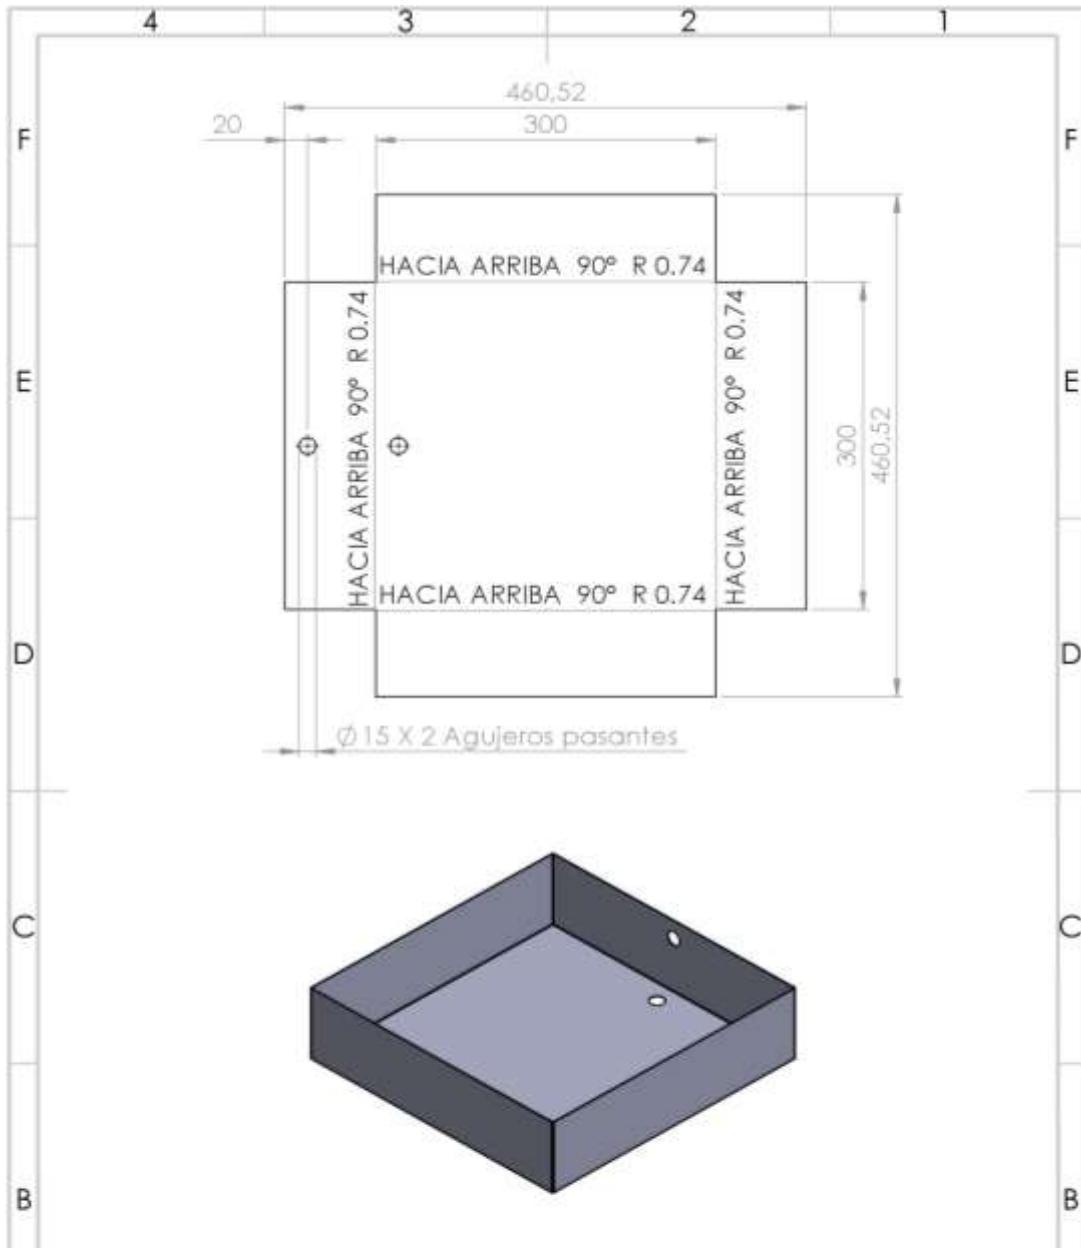 4 3 2 1
460,52
20 300
F F
HACIA ARRIBA 90° R 0.74
HACIA ARRIBA 90° R 0.74
HACIA ARRIBA 90° R 0.74
E E
300
460,52
HACIA ARRIBA 90° R 0.74
D D
Ø15 X 2 Agujeros pasantes
C C
B B